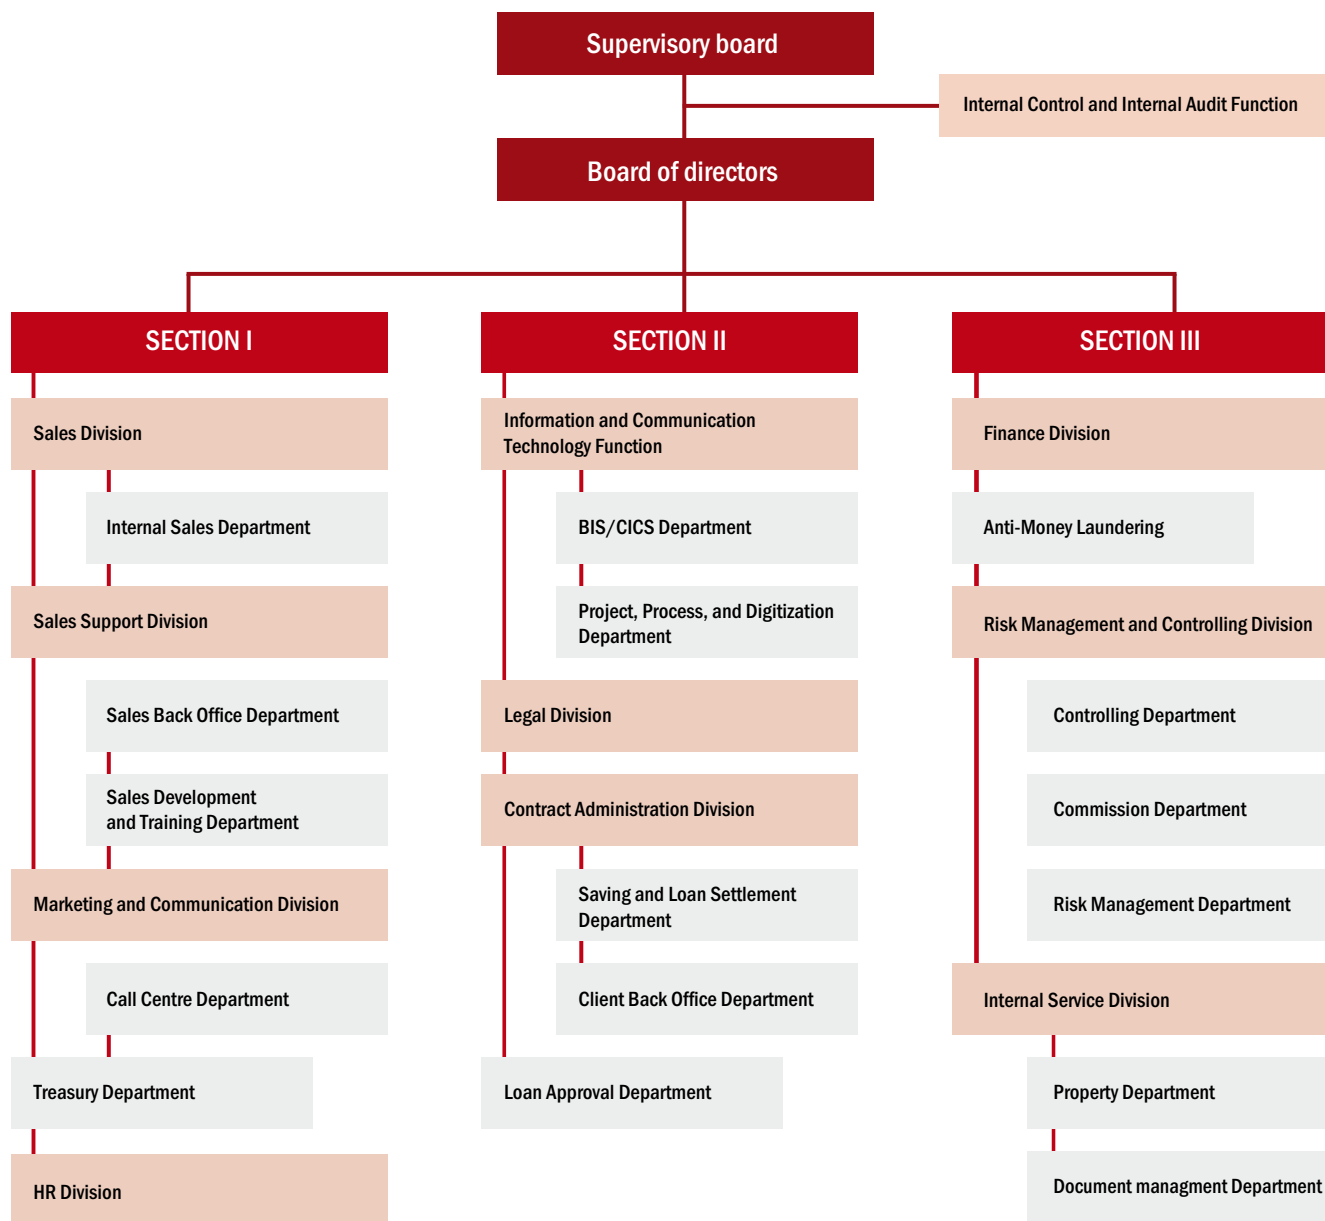 Supervisory board
Internal Control and Internal Audit Function
Board of directors
SECTION I
Sales Division
Internal Sales Department
Sales Support Division
Sales Back Office Department
Sales Development
and Training Department
Marketing and Communication Division
Call Centre Department
Treasury Department
HR Division
SECTION II
Information and Communication
Technology Function
BIS/CICS Department
Project, Process, and Digitization
Department
Legal Division
Contract Administration Division
Saving and Loan Settlement
Department
Client Back Office Department
Loan Approval Department
SECTION III
Finance Division
Anti-Money Laundering
Risk Management and Controlling Division
Controlling Department
Commission Department
Risk Management Department
Internal Service Division
Property Department
Document managment Department